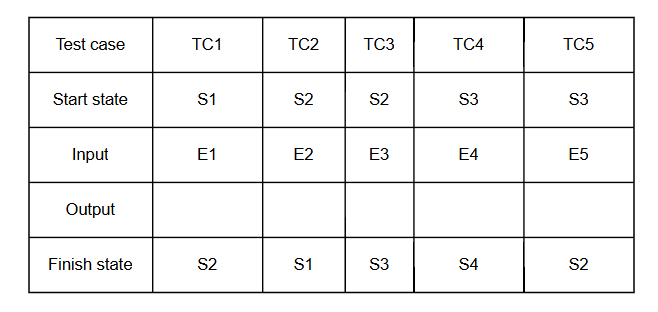 Test case TC1 TC2 TC3 TC4 TC5
Start state S1 S2 S2 S3 S3
Input E1 E2 E3 E4 E5
Output
Finish state S2 S1 S3 S4 S2